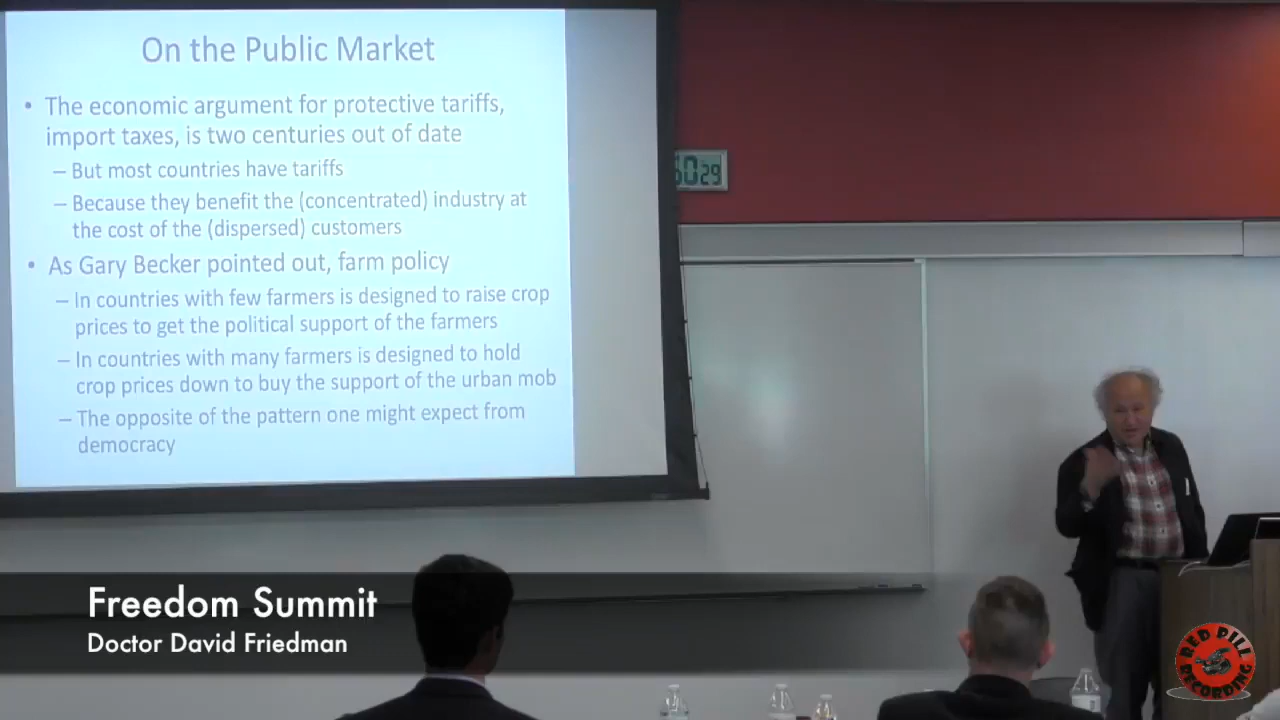 On the Public Market
• The economic argument for protective tariffs,
import taxes, is two centuries out of date
– But most countries have tariffs
– Because they benefit the (concentrated) industry at
the cost of the (dispersed) customers
• As Gary Becker pointed out, farm policy
– In countries with few farmers is designed to raise crop
prices to get the political support of the farmers
– In countries with many farmers is designed to hold
crop prices down to buy the support of the urban mob
– The opposite of the pattern one might expect from
democracy
29
Freedom Summit
Doctor David Friedman
RED PILL
RECORDING